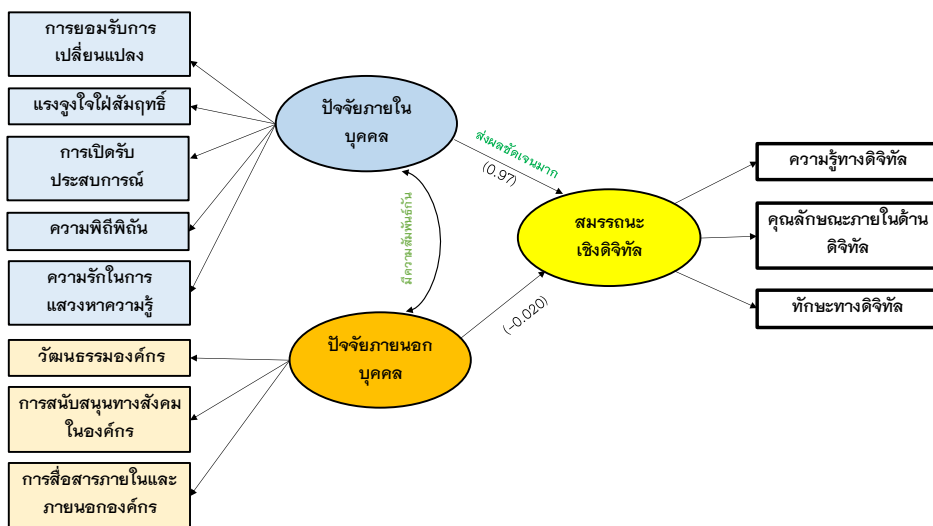 การยอมรับการ
เปลี่ยนแปลง
แรงจูงใจใฝ่สัมฤทธิ์
การเปิดรับ
ประสบการณ์
ความพิถีพิถัน
ความรักในการ
แสวงหาความรู้
วัฒนธรรมองค์กร
การสนับสนุนทางสังคม
ในองค์กร
การสื่อสารภายในและ
ภายนอกองค์กร
ปัจจัยภายใน
บุคคล
มีความสัมพันธ์กัน
ปัจจัยภายนอก
บุคคล
ส่งผลชัดเจนมาก
(0.97)
(-0.020)
สมรรถนะ
เชิงดิจิทัล
ความรู้ทางดิจิทัล
คุณลักษณะภายในด้าน
ดิจิทัล
ทักษะทางดิจิทัล